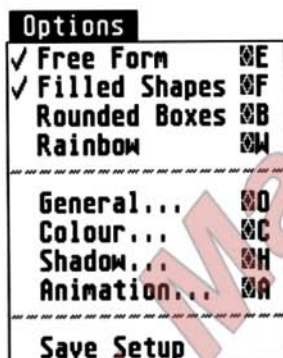 Options
✓ Free Form ◆E
✓ Filled Shapes ◆F
Rounded Boxes ◆B
Rainbow ◆W
General... ◆O
Colour... ◆C
Shadow... ◆H
Animation... ◆A
Save Setup